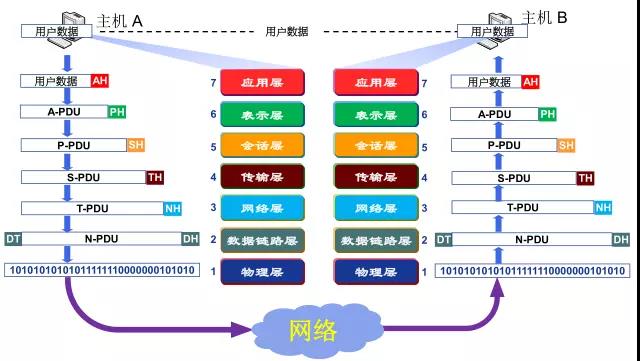 主机 A
用户数据
用户数据
主机 B
用户数据
用户数据 AH
7 应用层
应用层 7
用户数据 AH
A-PDU PH
6 表示层
表示层 6
A-PDU PH
P-PDU SH
5 会话层
会话层 5
P-PDU SH
S-PDU TH
4 传输层
传输层 4
S-PDU TH
T-PDU NH
3 网络层
网络层 3
T-PDU NH
DT N-PDU DH
2 数据链路层
数据链路层 2
DT N-PDU DH
10101010101011111110000000101010
1 物理层
物理层 1
10101010101011111110000000101010
网络